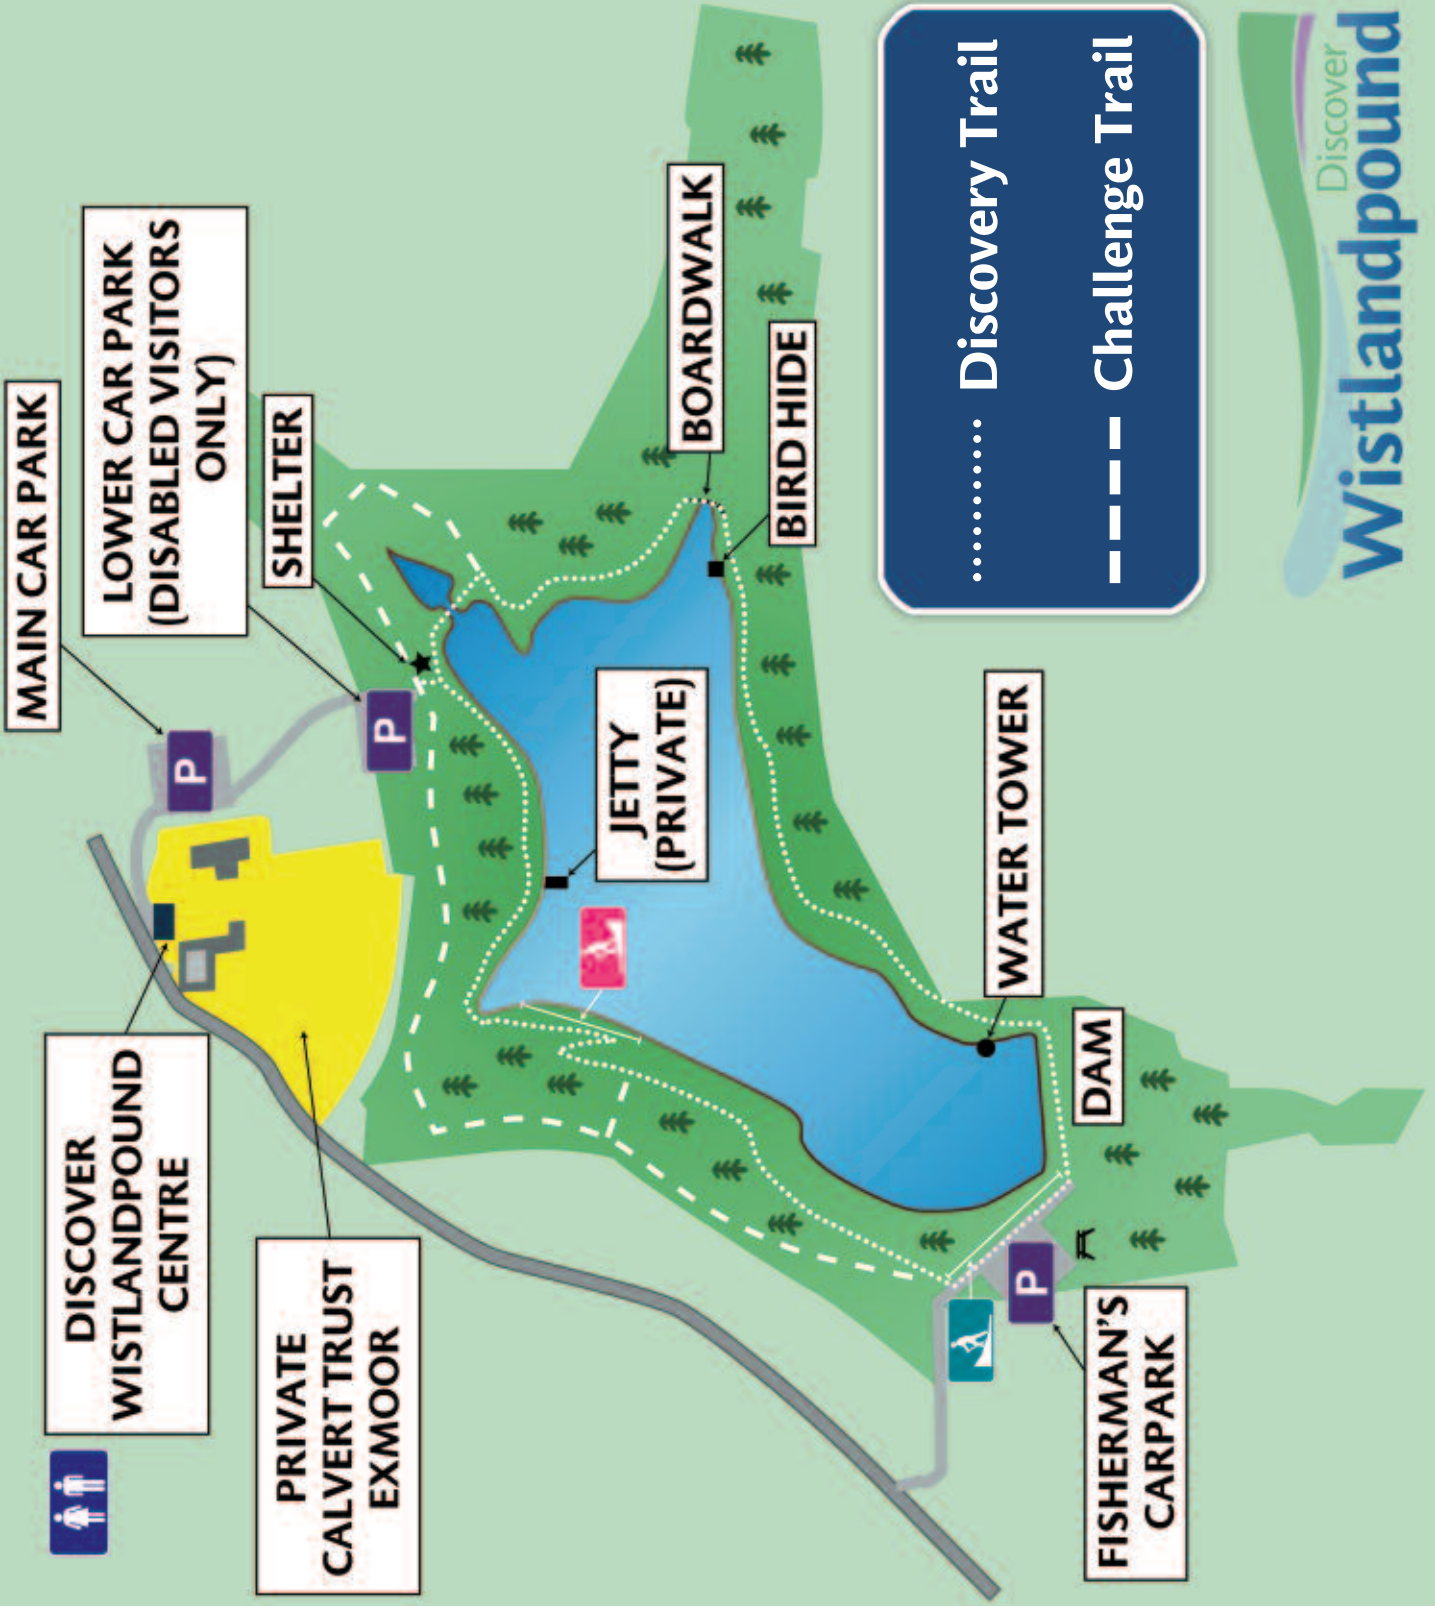 MAIN CAR PARK
LOWER CAR PARK
(DISABLED VISITORS
ONLY)
SHELTER
DISCOVER
WISTLANDPOUND
CENTRE
PRIVATE
CALVERT TRUST
EXMOOR
P
P
JETTY
(PRIVATE)
BOARDWALK
BIRD HIDE
WATER TOWER
DAM
P
FISHERMAN'S
CARPARK
Discovery Trail
Challenge Trail
Discover
Wistlandpound